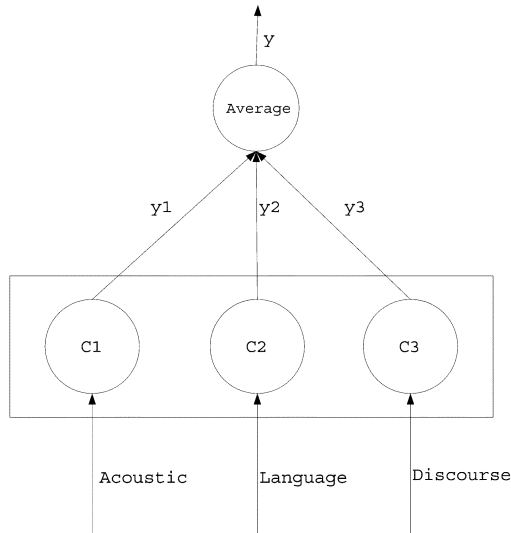 y
Average
y1
y2
y3
C1
C2
C3
Acoustic
Language
Discourse